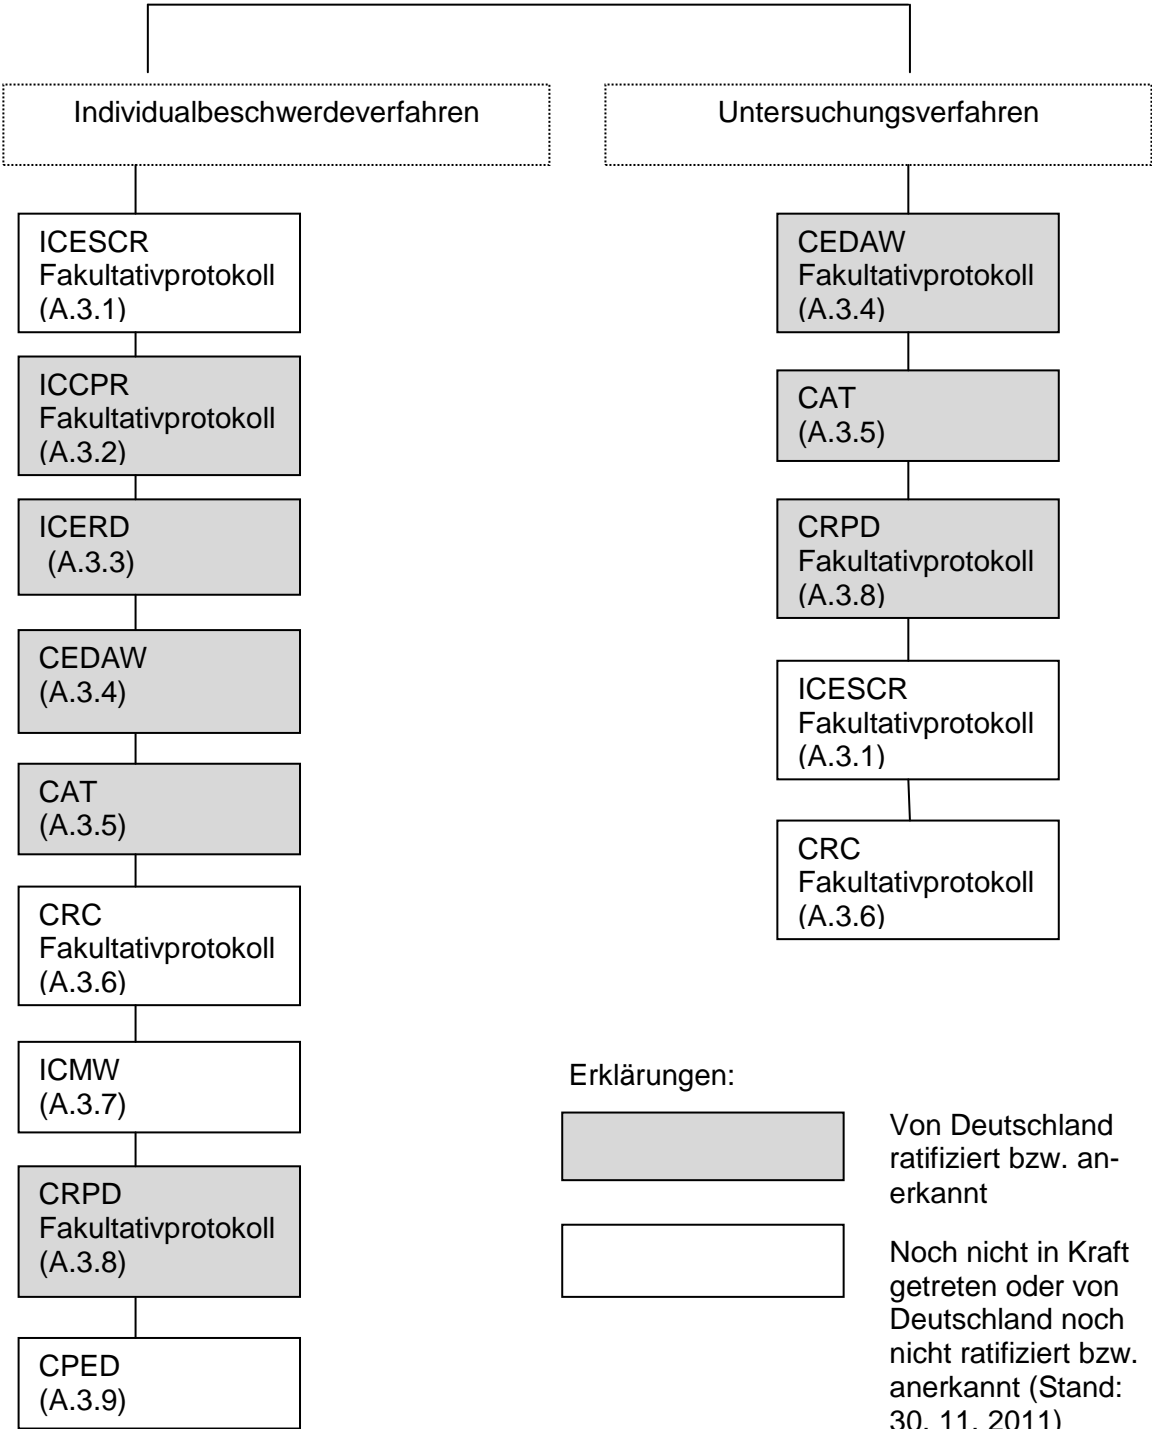 Individualbeschwerdeverfahren
Untersuchungsverfahren
ICESCR
Fakultativprotokoll
(A.3.1)
ICCPR
Fakultativprotokoll
(A.3.2)
ICERD
(A.3.3)
CEDAW
(A.3.4)
CAT
(A.3.5)
CRC
Fakultativprotokoll
(A.3.6)
ICMW
(A.3.7)
CRPD
Fakultativprotokoll
(A.3.8)
CPED
(A.3.9)
CEDAW
Fakultativprotokoll
(A.3.4)
CAT
(A.3.5)
CRPD
Fakultativprotokoll
(A.3.8)
ICESCR
Fakultativprotokoll
(A.3.1)
CRC
Fakultativprotokoll
(A.3.6)
Erklärungen:
Von Deutschland
ratifiziert bzw. an-
erkannt
Noch nicht in Kraft
getreten oder von
Deutschland noch
nicht ratifiziert bzw.
anerkannt (Stand:
30. 11. 2011)